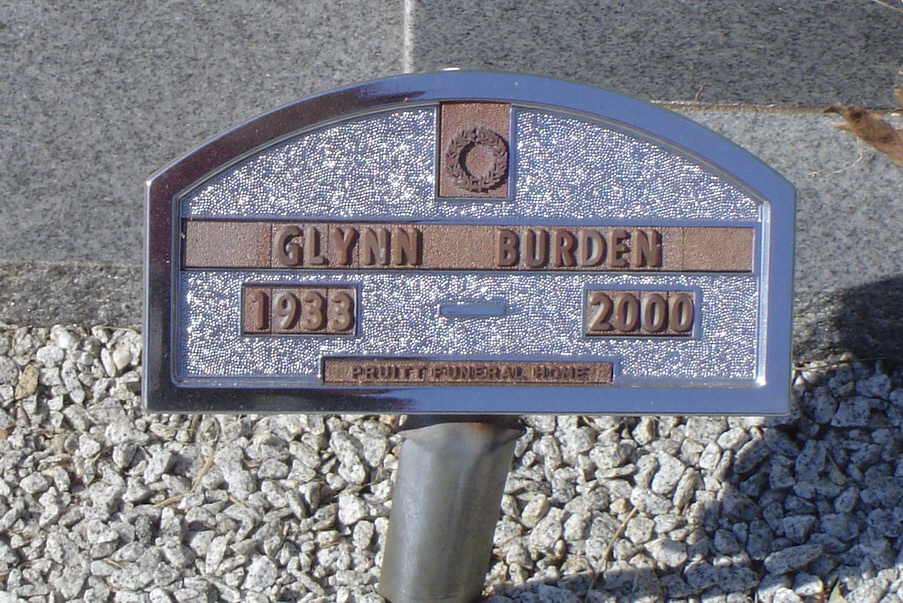 GLYNN BURDEN
1933 - 2000
PRUITT FUNERAL HOME